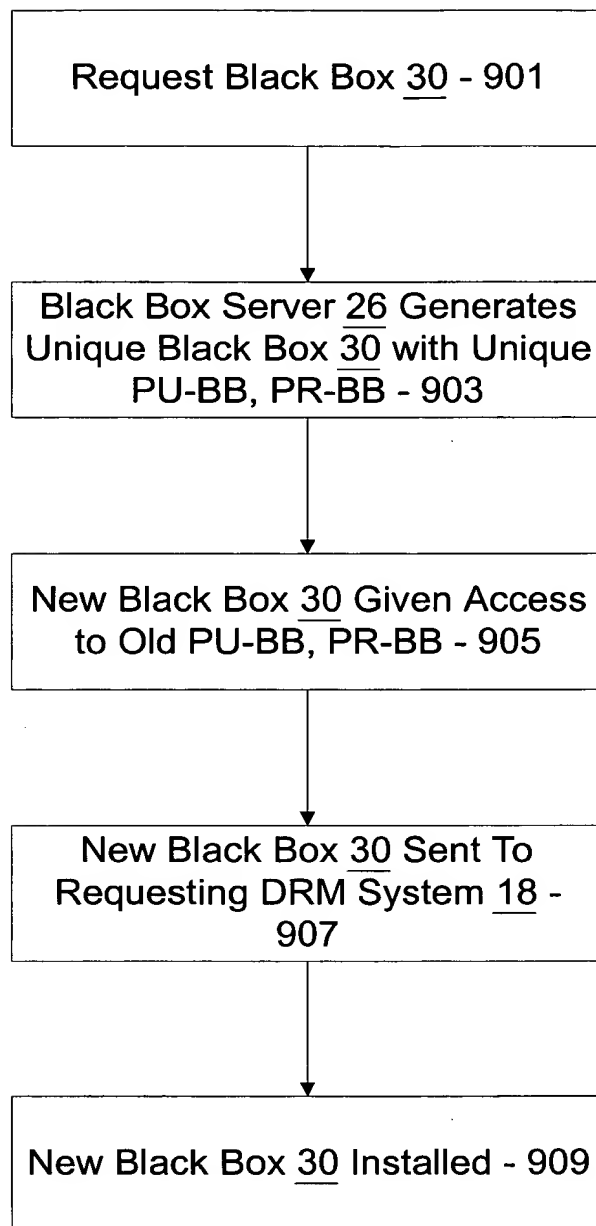 Request Black Box 30 - 901
Black Box Server 26 Generates
Unique Black Box 30 with Unique
PU-BB, PR-BB - 903
New Black Box 30 Given Access
to Old PU-BB, PR-BB - 905
New Black Box 30 Sent To
Requesting DRM System 18 -
907
New Black Box 30 Installed - 909